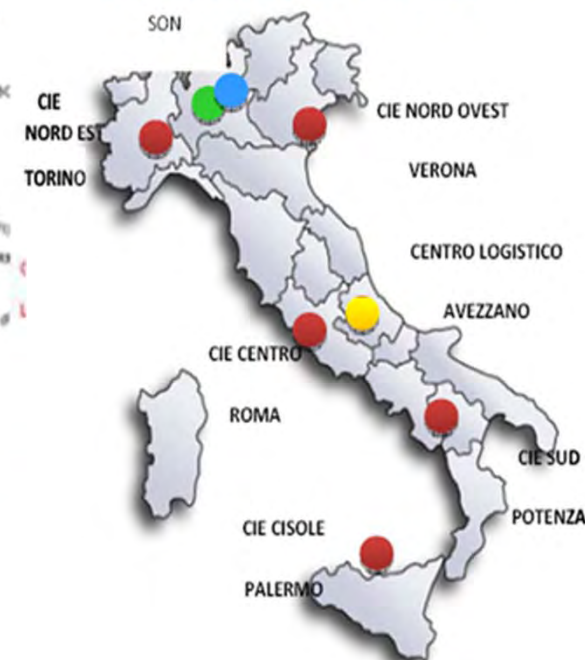 SON
CIE
NORD EST
TORINO
CIE NORD OVEST
VERONA
CENTRO LOGISTICO
AVEZZANO
CIE CENTRO
ROMA
CIE SUD
POTENZA
CIE CISOLE
PALERMO